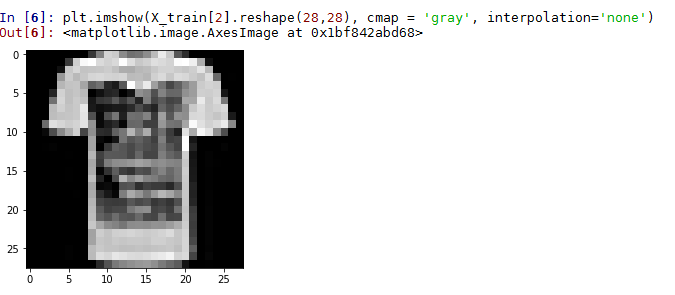 In [6]: plt.imshow(X_train[2].reshape(28,28), cmap = 'gray', interpolation='none')
Out[6]: <matplotlib.image.AxesImage at 0x1bf842abd68>
0
5
10
15
20
25
0 5 10 15 20 25